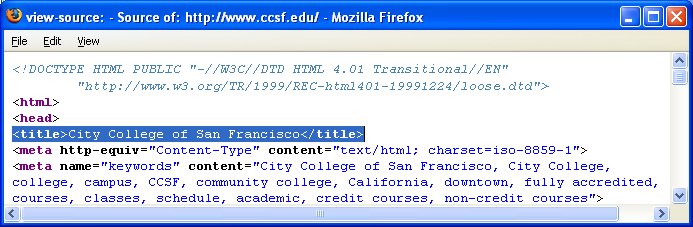 view-source: - Source of: http://www.ccsf.edu/ - Mozilla Firefox
File Edit View
<!DOCTYPE HTML PUBLIC "-//W3C//DTD HTML 4.01 Transitional//EN"
"http://www.w3.org/TR/1999/REC-html401-19991224/loose.dtd">
<html>
<head>
<title>City College of San Francisco</title>
<meta http-equiv="Content-Type" content="text/html; charset=iso-8859-1">
<meta name="keywords" content="City College of San Francisco, City College,
college, campus, CCSF, community college, California, downtown, fully accredited,
courses, classes, schedule, academic, credit courses, non-credit courses">